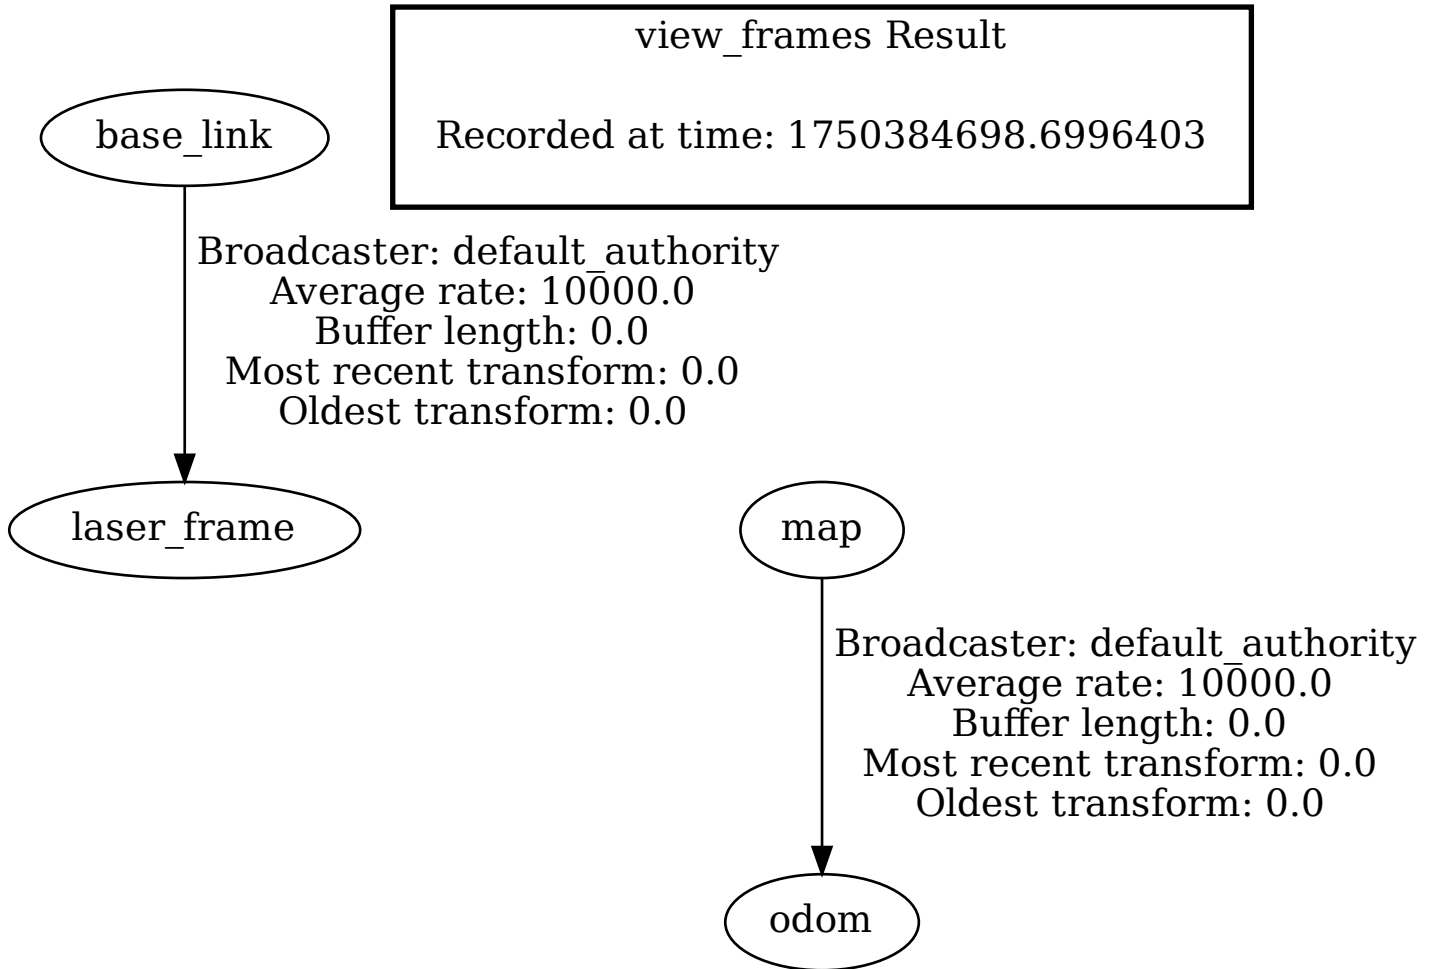 view_frames Result
Recorded at time: 1750384698.6996403
base_link
Broadcaster: default_authority
Average rate: 10000.0
Buffer length: 0.0
Most recent transform: 0.0
Oldest transform: 0.0
laser_frame
map
Broadcaster: default_authority
Average rate: 10000.0
Buffer length: 0.0
Most recent transform: 0.0
Oldest transform: 0.0
odom